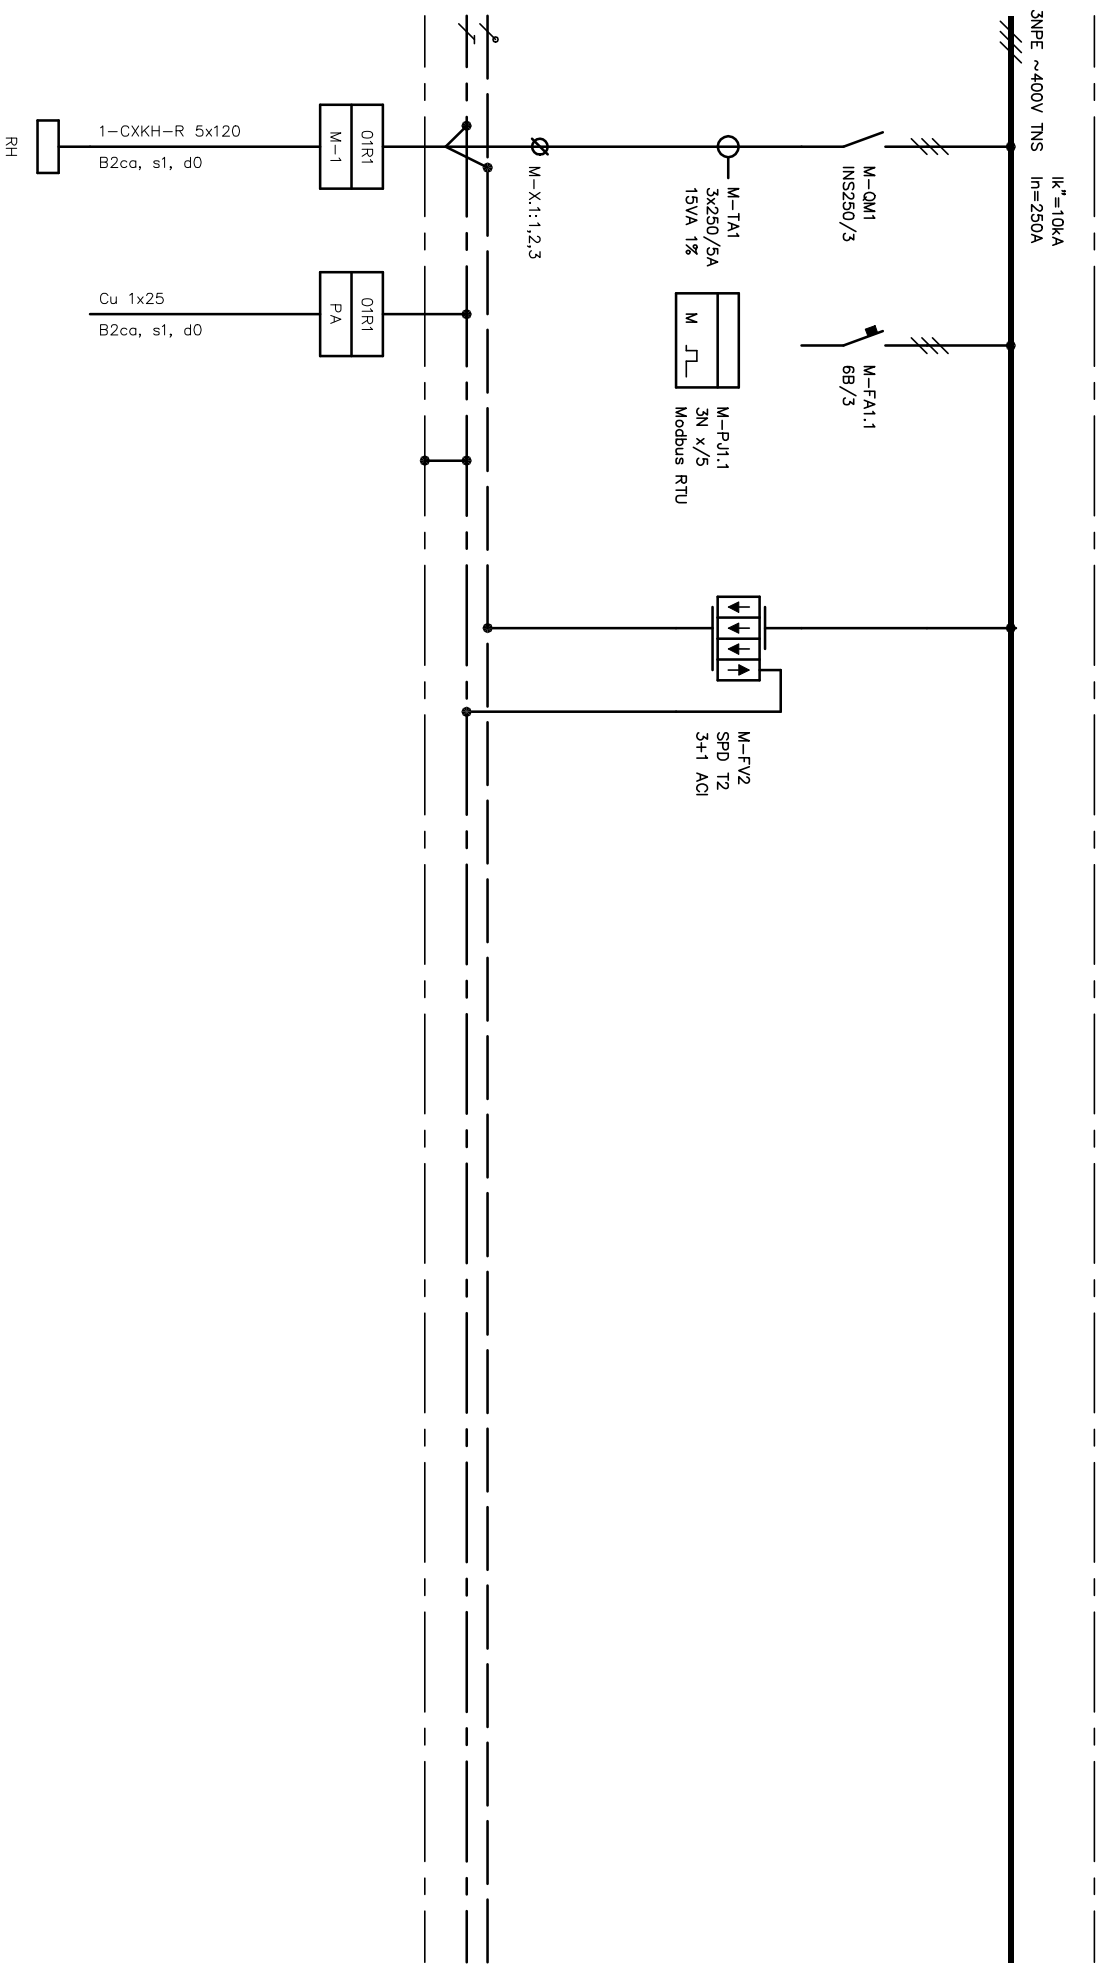 3NPE ~400V TNS
Ik"=10kA
In=250A
M-QM1
INS250/3
M-FA1.1
6B/3
M-TA1
3x250/5A
15VA 1%
M
M-PJ1.1
3N x/5
Modbus RTU
M-FV2
SPD T2
3+1 ACI
M-X.1:1,2,3
01R1
M-1
01R1
PA
1-CXKH-R 5x120
B2ca, s1, d0
Cu 1x25
B2ca, s1, d0
RH